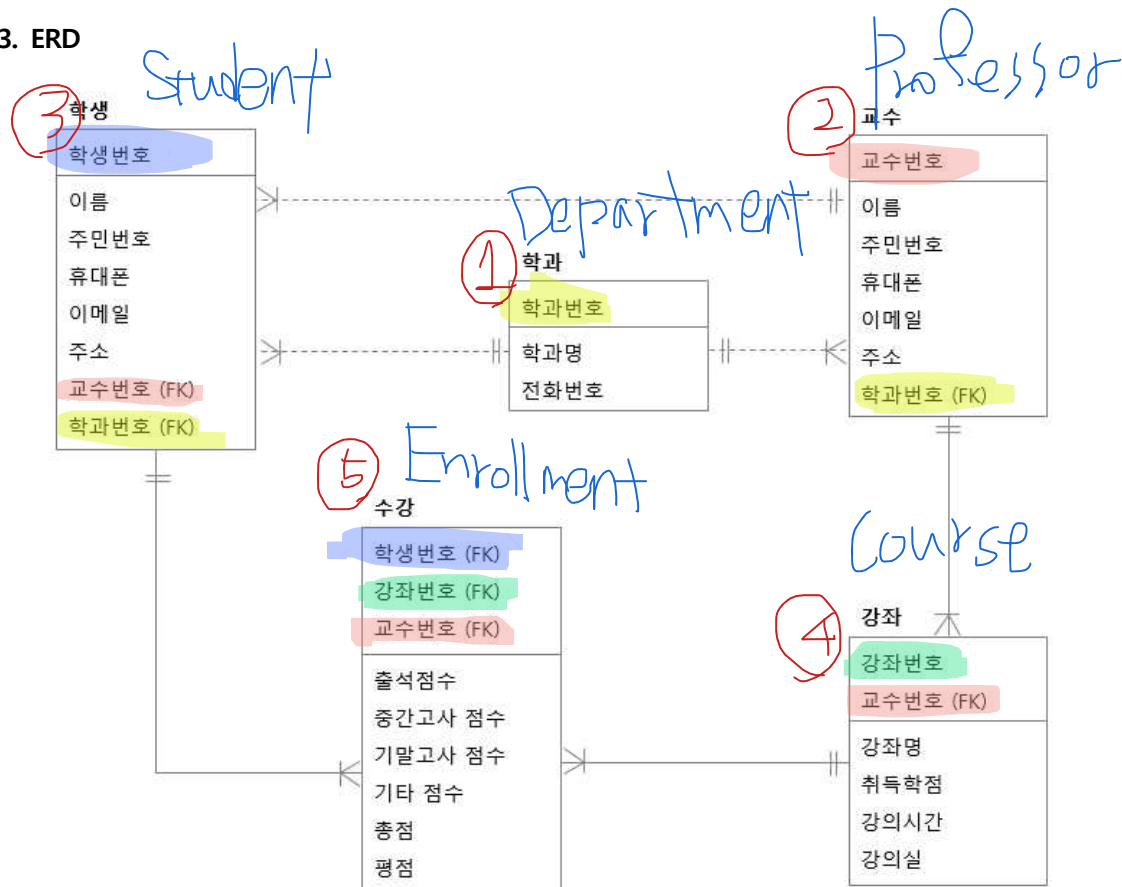 3. ERD
Student
③ 학생
학생번호
이름
주민번호
휴대폰
이메일
주소
교수번호 (FK)
학과번호 (FK)
Department
① 학과
학과번호
학과명
전화번호
Professor
② 교수
교수번호
이름
주민번호
휴대폰
이메일
주소
학과번호 (FK)
Enrollment
⑤ 수강
학생번호 (FK)
강좌번호 (FK)
교수번호 (FK)
출석점수
중간고사 점수
기말고사 점수
기타 점수
총점
평점
Course
④ 강좌
강좌번호
교수번호 (FK)
강좌명
취득학점
강의시간
강의실